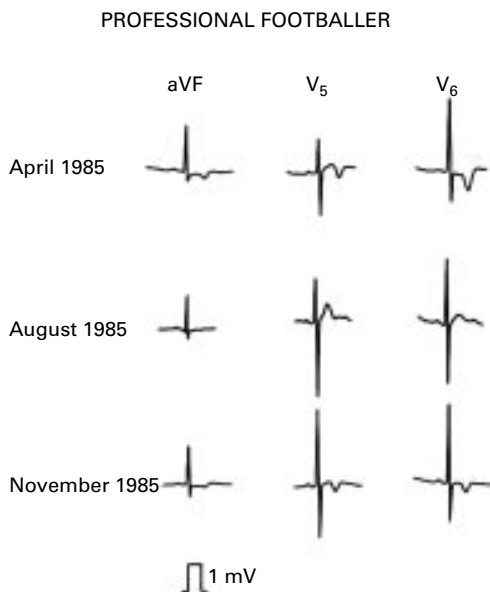 PROFESSIONAL FOOTBALLER
aVF V5 V6
April 1985
August 1985
November 1985
1 mV